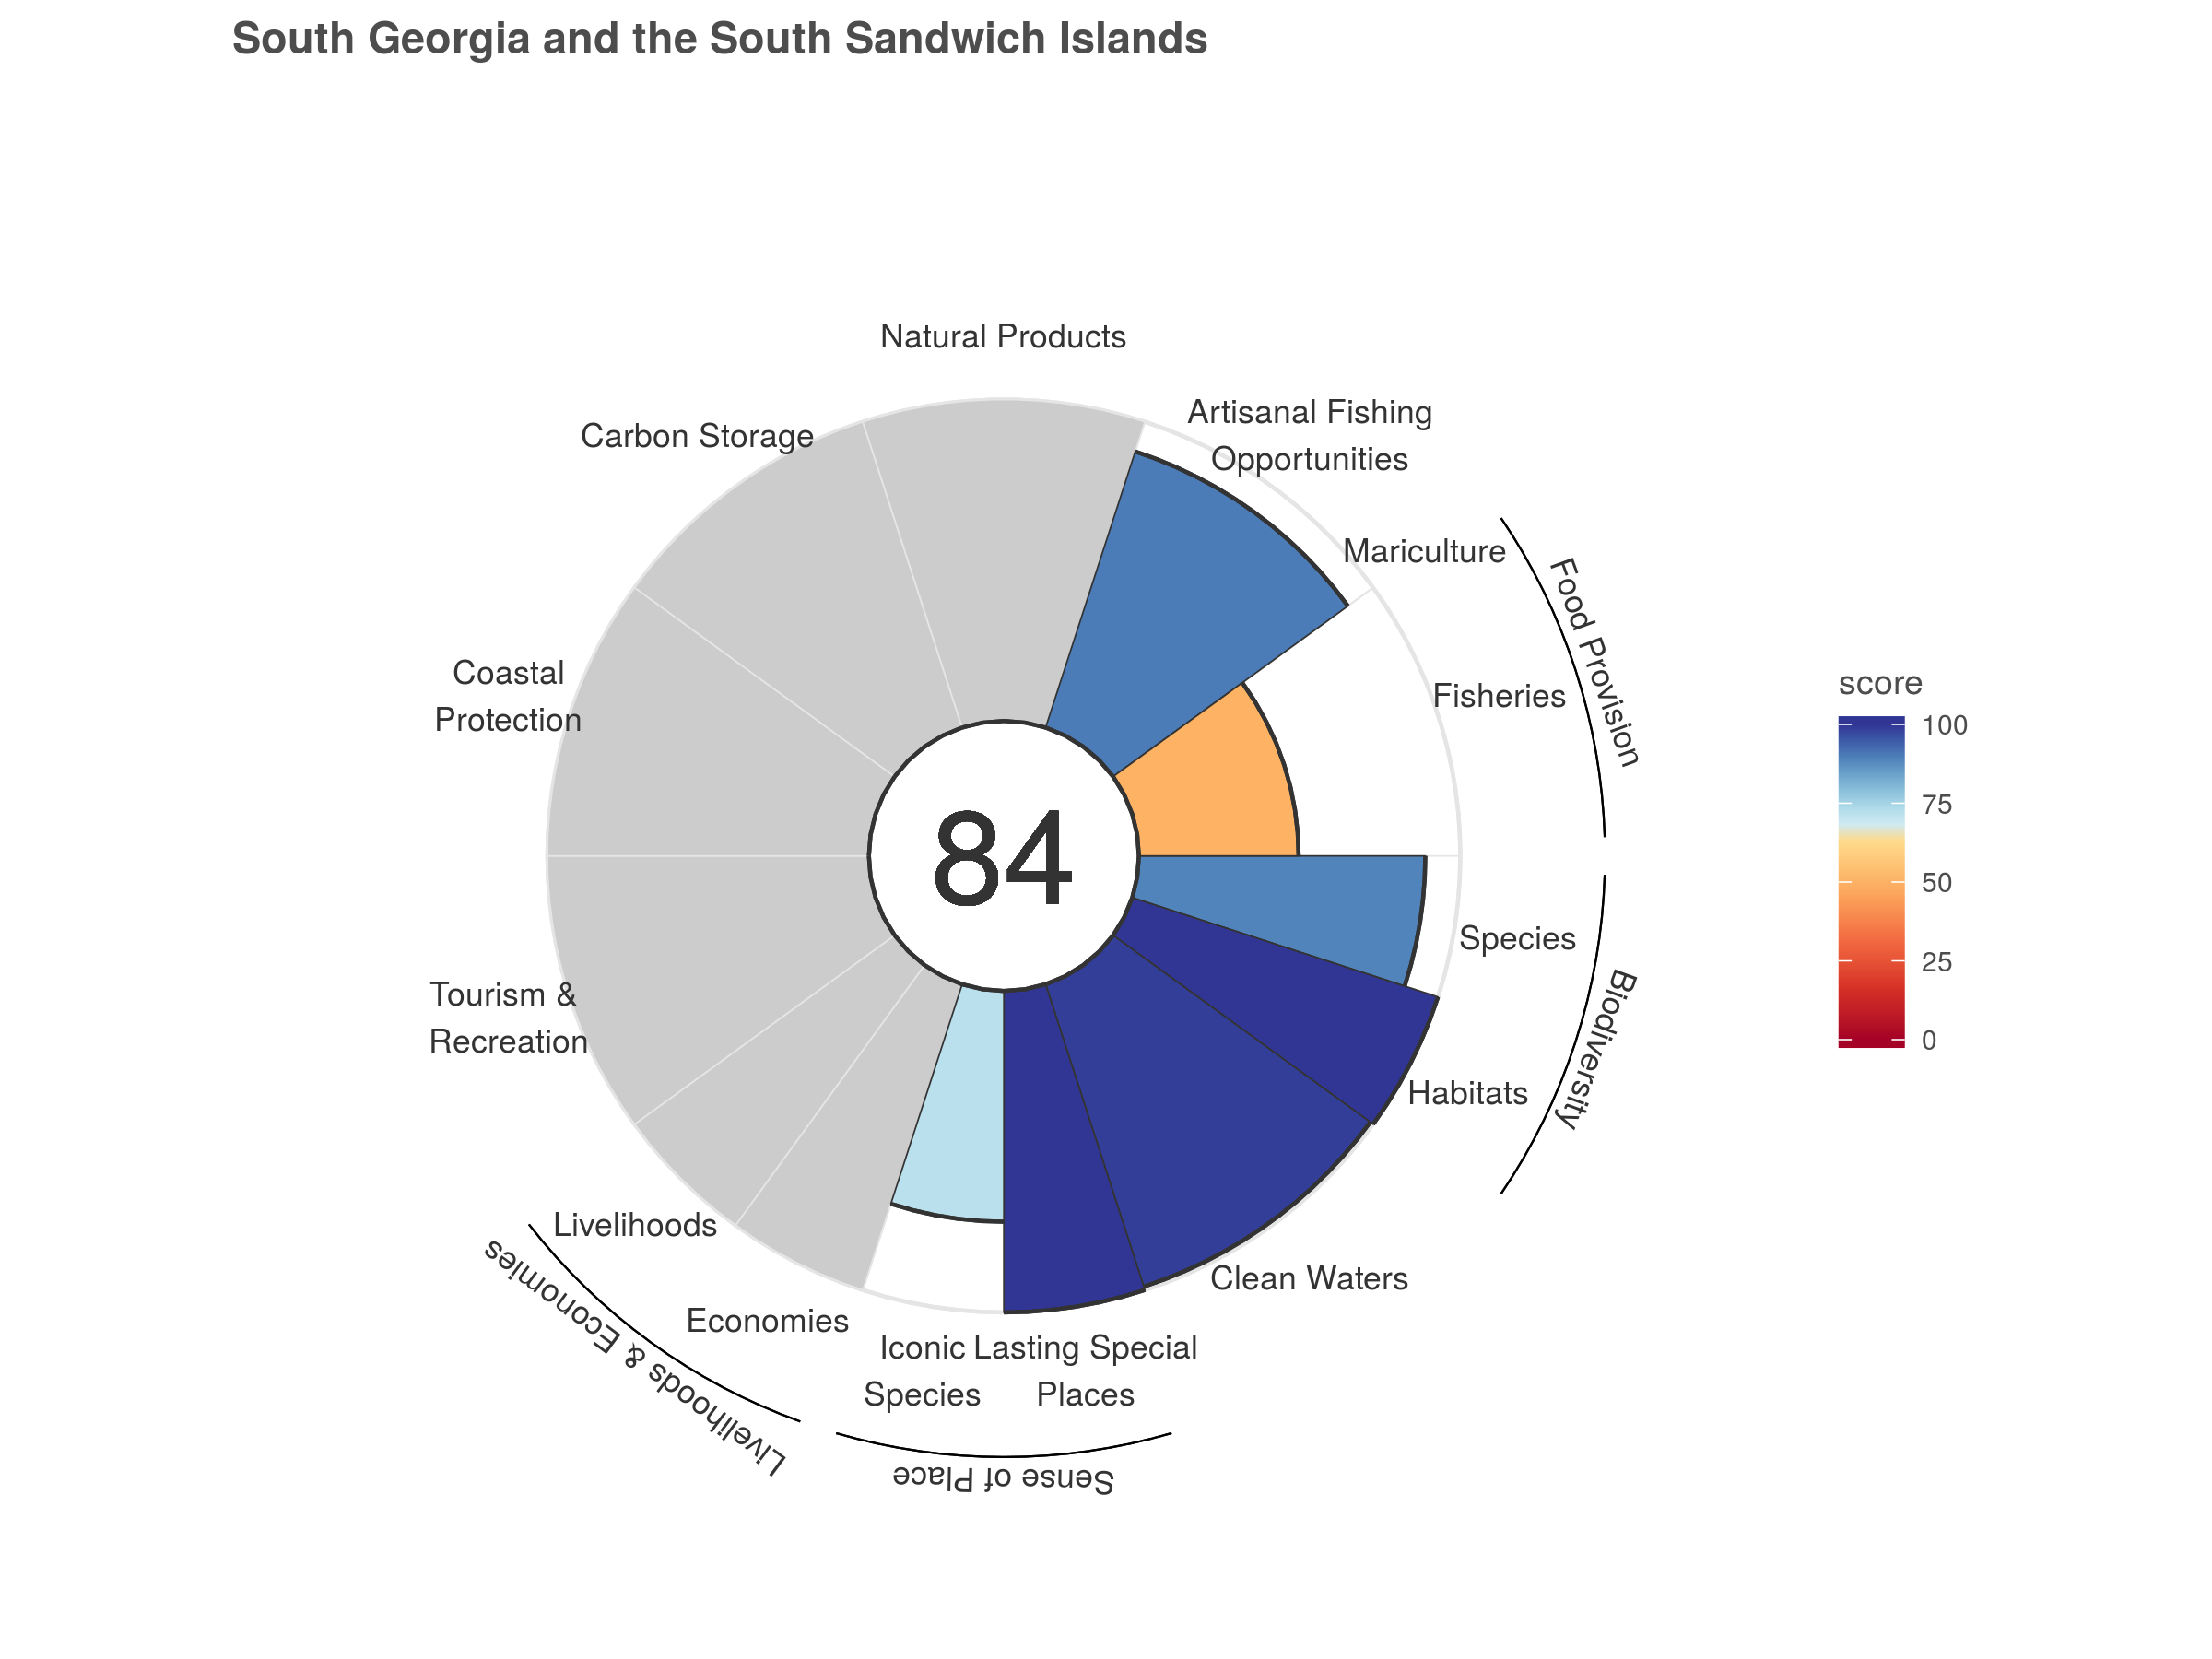 South Georgia and the South Sandwich Islands
Natural Products
Artisanal Fishing
Opportunities
Carbon Storage
Mariculture
Food Provision
Fisheries
Coastal
Protection
84
Species
Biodiversity
Habitats
Tourism &
Recreation
Livelihoods
Clean Waters
Economies
Livelihoods & Economies
Iconic
Species
Lasting Special
Places
Sense of Place
score
100
75
50
25
0